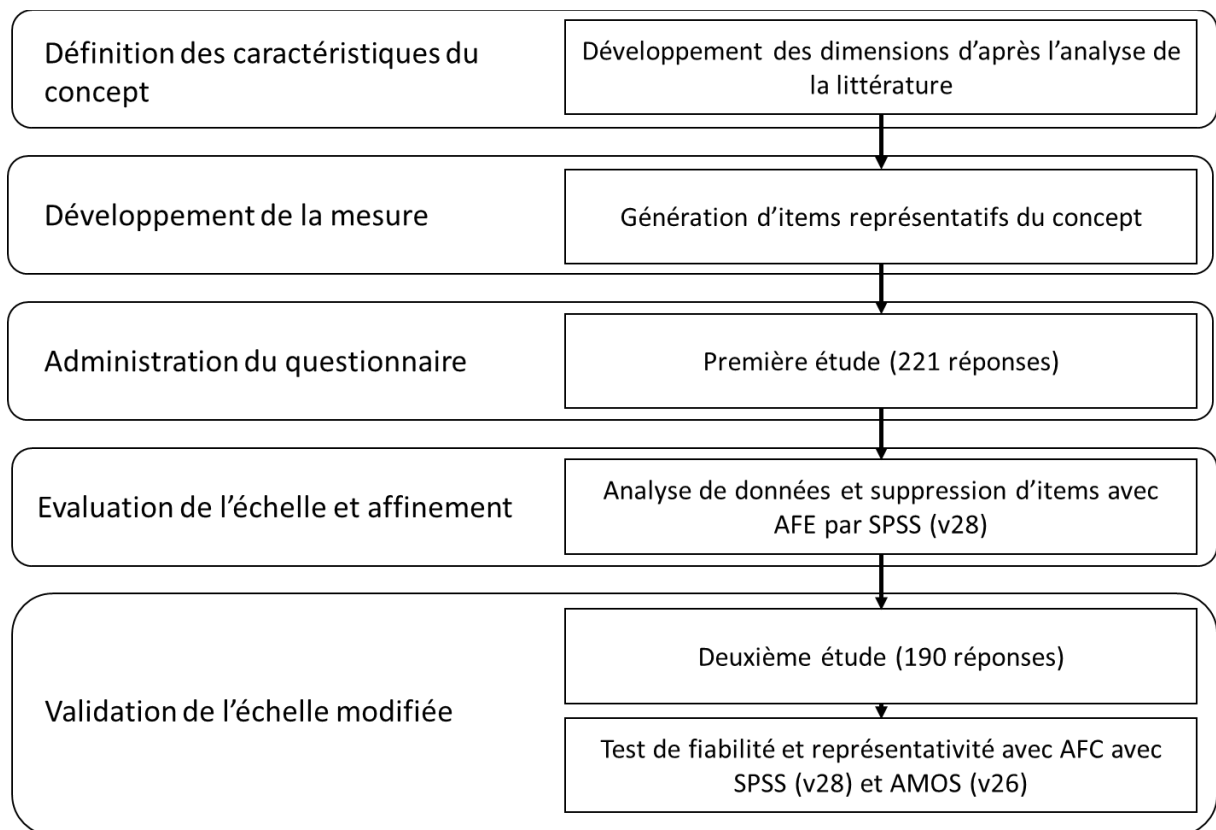 Définition des caractéristiques du
concept
Développement des dimensions d’après l’analyse de
la littérature
Développement de la mesure
Génération d’items représentatifs du concept
Administration du questionnaire
Première étude (221 réponses)
Evaluation de l’échelle et affinement
Analyse de données et suppression d’items avec
AFE par SPSS (v28)
Validation de l’échelle modifiée
Deuxième étude (190 réponses)
Test de fiabilité et représentativité avec AFC avec
SPSS (v28) et AMOS (v26)